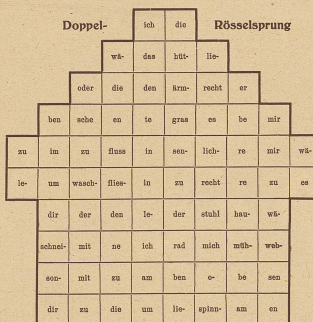 Doppel- Rösselsprung
ich die
wä- das hüt- lie-
oder die den ärm- recht er
ben sche en te gras es be mir
zu im zu fluss in sen- lich- re mir wä-
le- um wasch- flies- in zu recht re zu es
dir der den le- der stuhl hau- wä-
schnei- mit ne ich rad mich müh- web-
son- mit zu am ben o- be sen
dir zu die um lie- spinn- am en